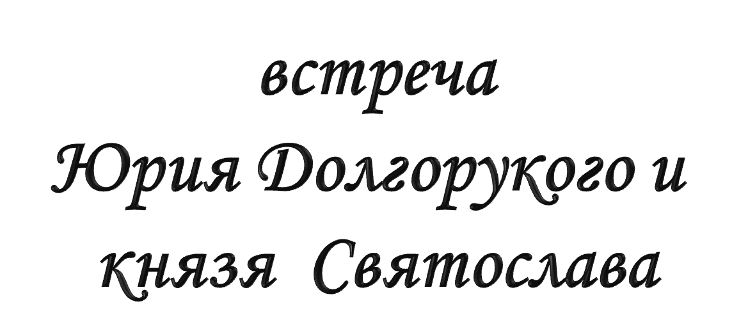 встреча
Юрия Долгорукого и
князя Святослава